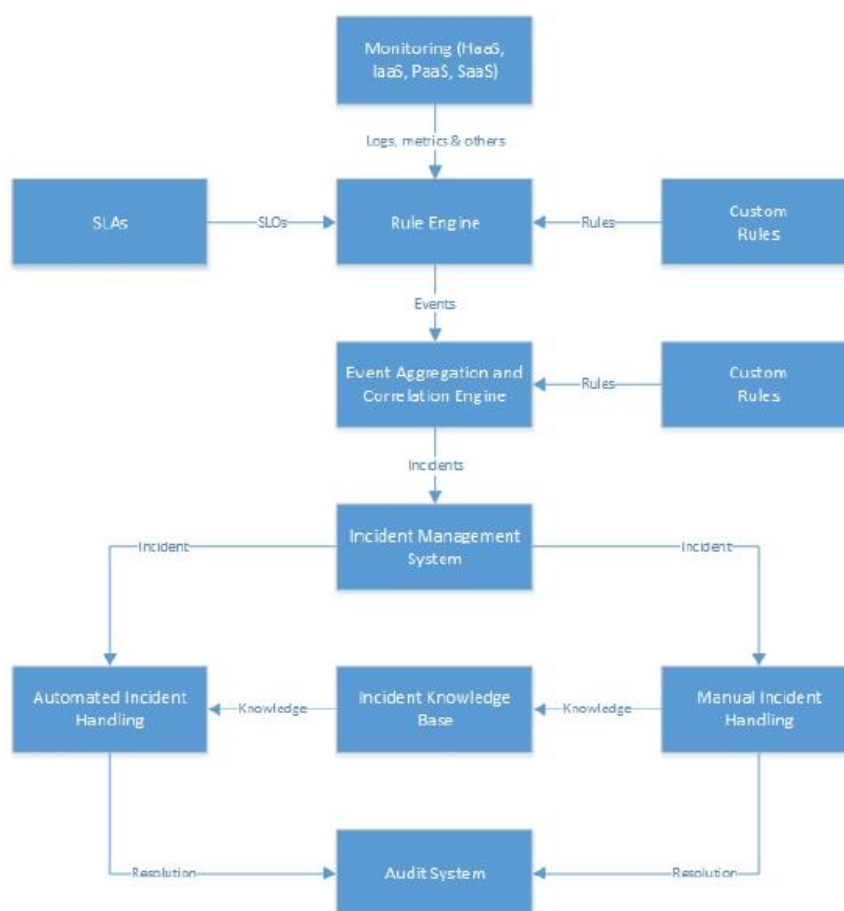 Monitoring (HaaS,
IaaS, PaaS, SaaS)
Logs, metrics & others
SLAs
SLOs
Rule Engine
Rules
Custom
Rules
Events
Event Aggregation and
Correlation Engine
Rules
Custom
Rules
Incidents
Incident
Incident Management
System
Incident
Automated Incident
Handling
Knowledge
Incident Knowledge
Base
Knowledge
Manual Incident
Handling
Resolution
Audit System
Resolution